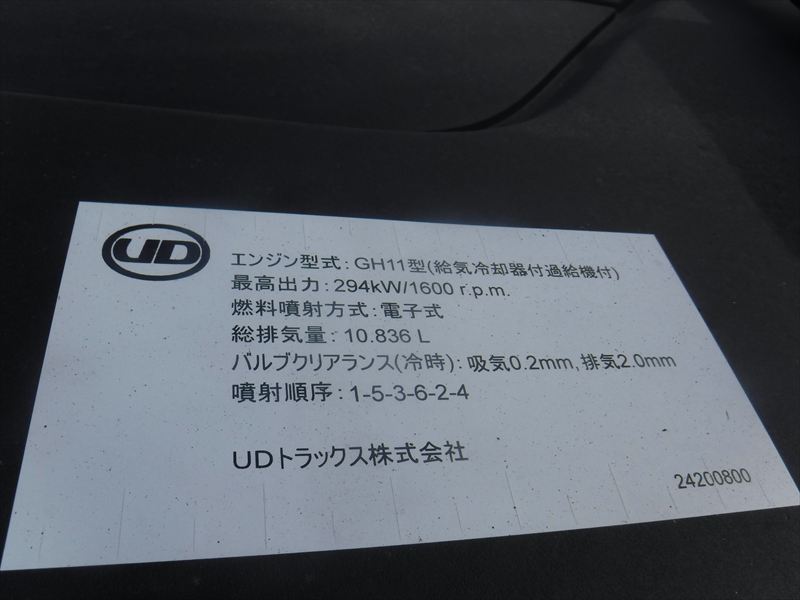 UD
エンジン型式：GH11型(給気冷却器付過給機付)
最高出力：294kW/1600 r.p.m.
燃料噴射方式：電子式
総排気量：10.836 L
バルブクリアランス(冷時)：吸気0.2mm, 排気2.0mm
噴射順序：1-5-3-6-2-4
UDトラックス株式会社
24200800